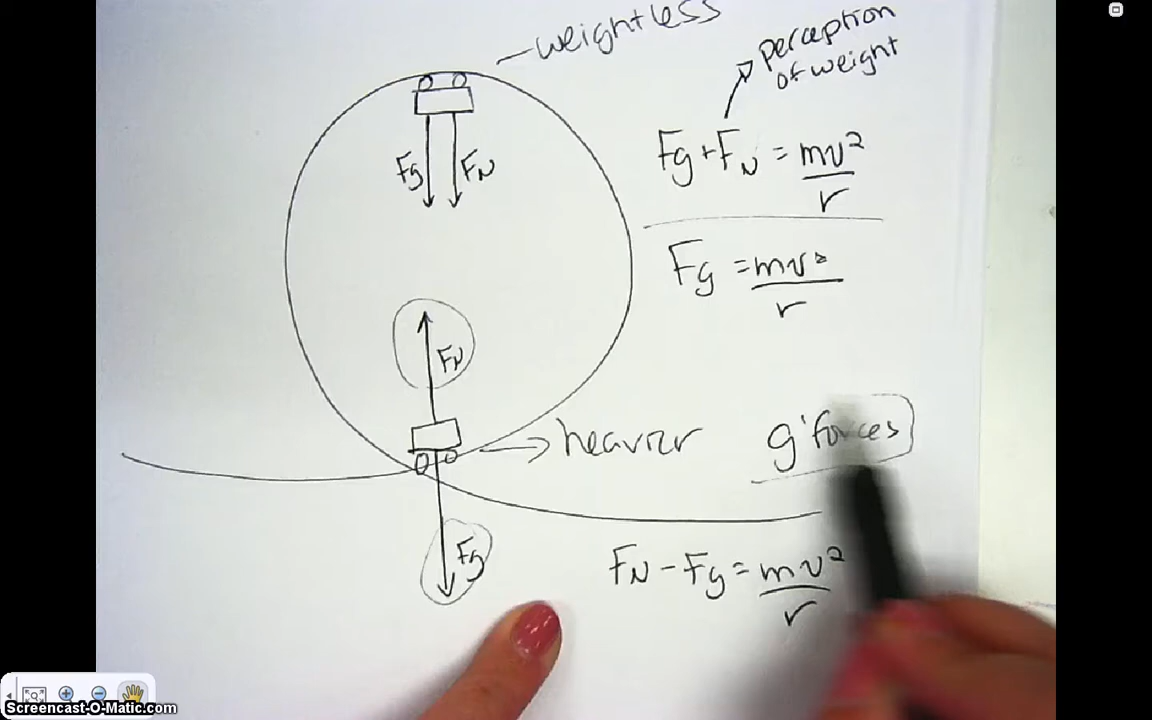 weightless
perception
of weight
Fg FN
Fg + FN = mv²
r
Fg = mv²
r
FN
heavier
g'forces
Fg
FN - Fg = mv²
r
Screencast-O-Matic.com